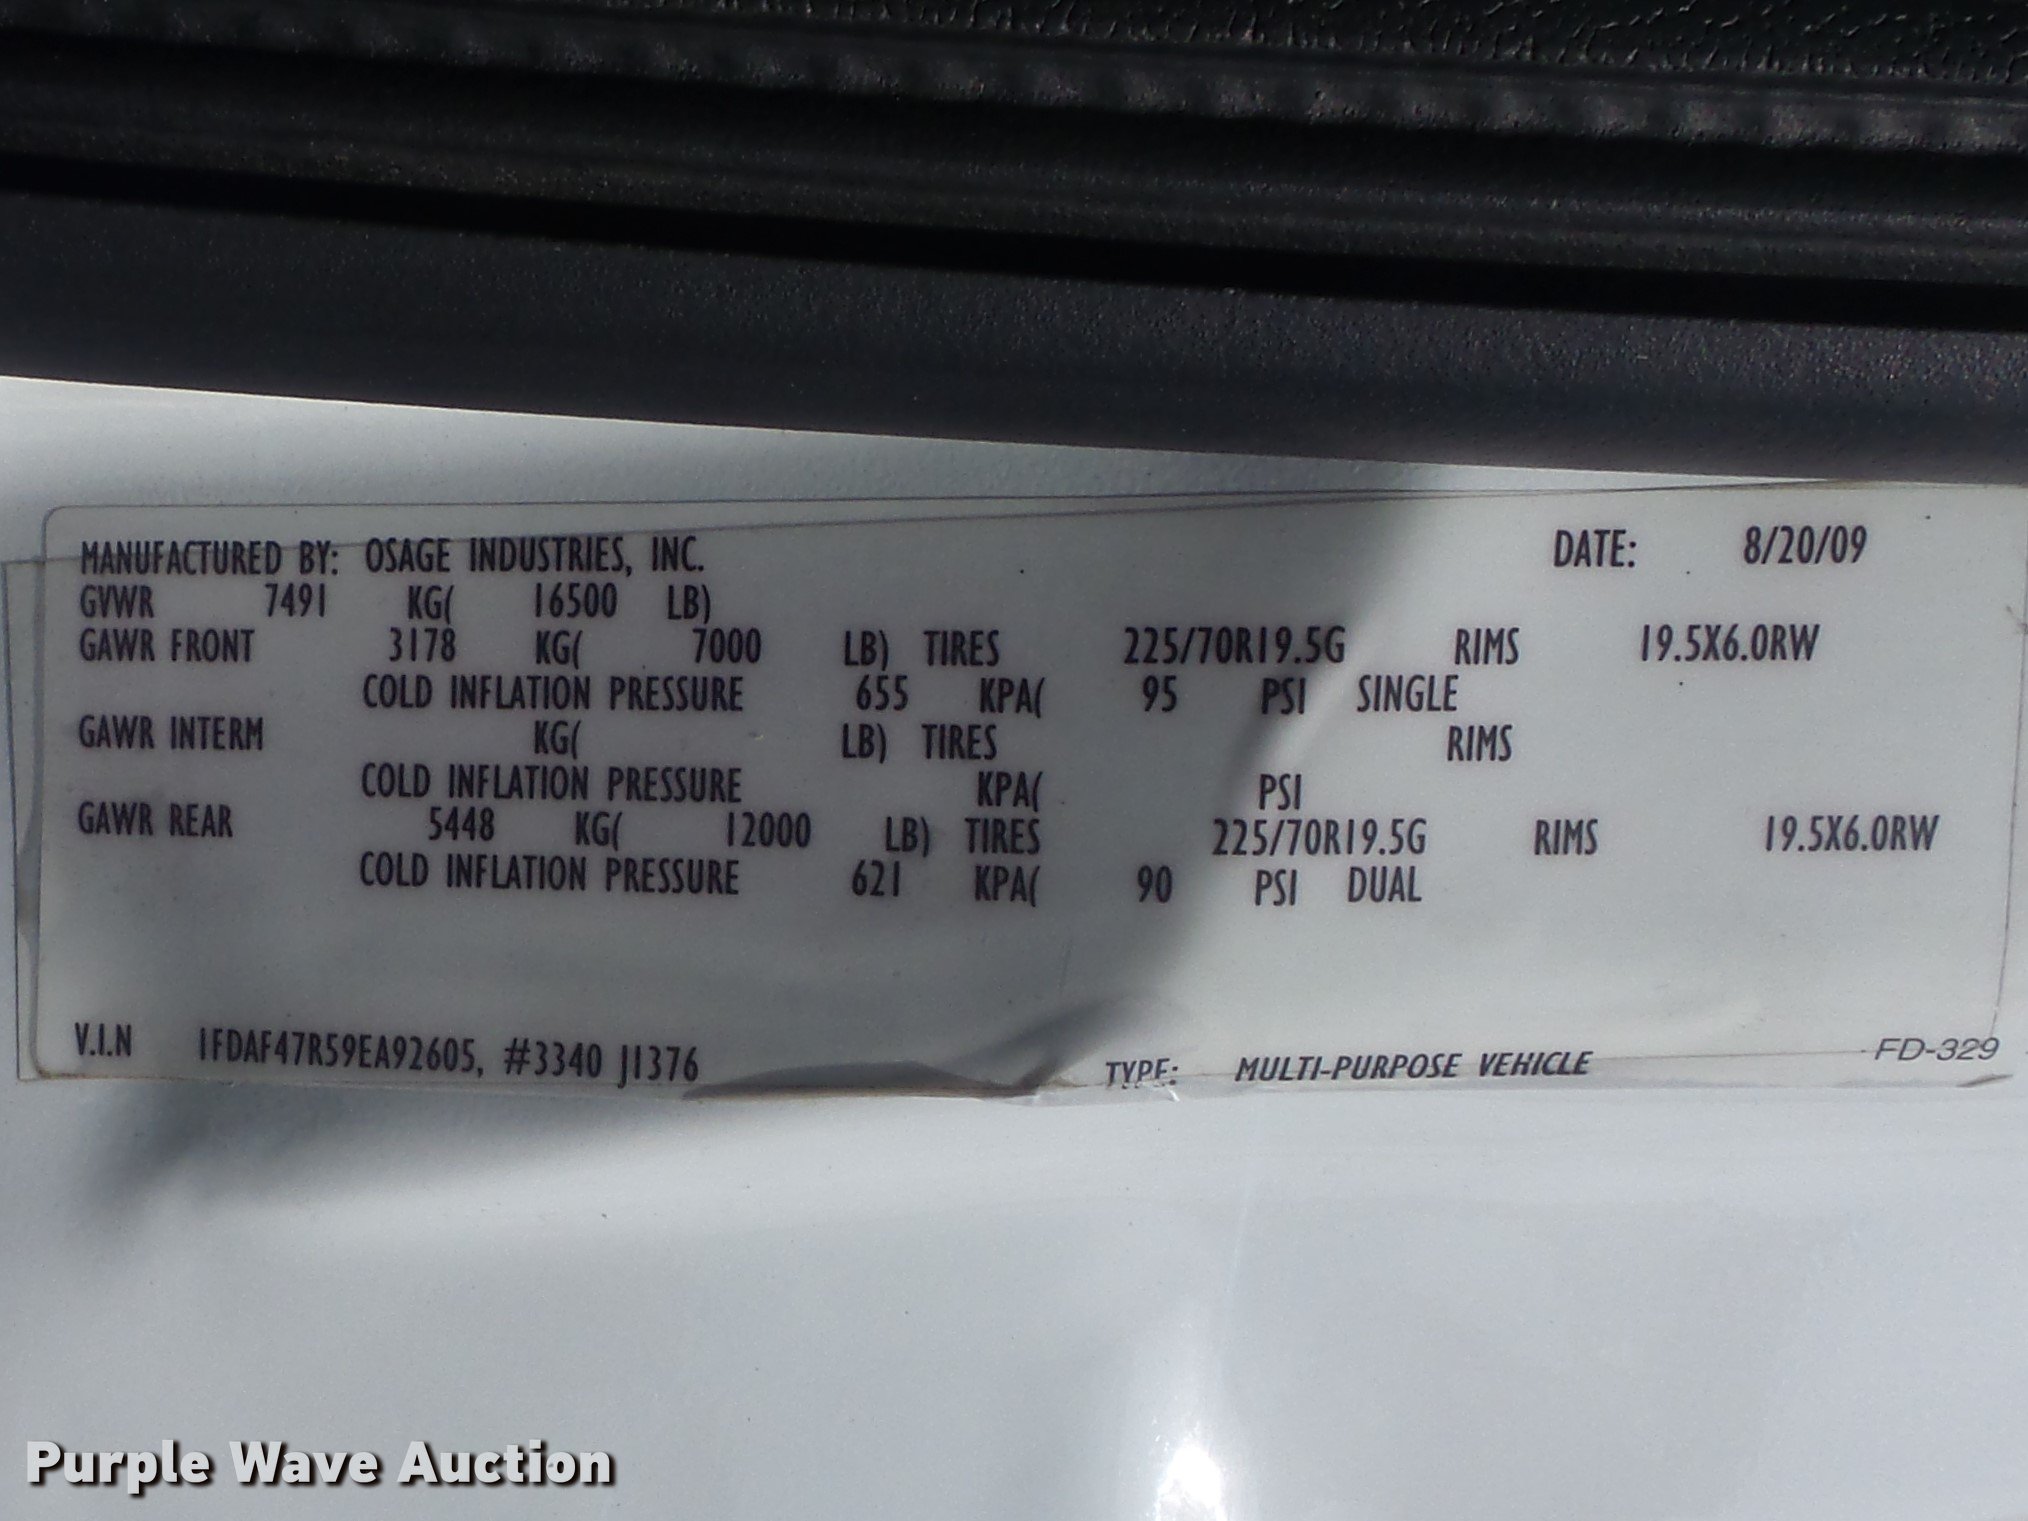 MANUFACTURED BY: OSAGE INDUSTRIES, INC. DATE: 8/20/09
GVWR 7491 KG( 16500 LB)
GAWR FRONT 3178 KG( 7000 LB) TIRES 225/70R19.5G RIMS 19.5X6.0RW
COLD INFLATION PRESSURE 655 KPA( 95 PSI SINGLE
GAWR INTERM KG( LB) TIRES RIMS
COLD INFLATION PRESSURE KPA( PSI
GAWR REAR 5448 KG( 12000 LB) TIRES 225/70R19.5G RIMS 19.5X6.0RW
COLD INFLATION PRESSURE 621 KPA( 90 PSI DUAL
V.I.N 1FDAF47R59EA92605, #3340 J1376 TYPE: MULTI-PURPOSE VEHICLE FD-329
Purple Wave Auction